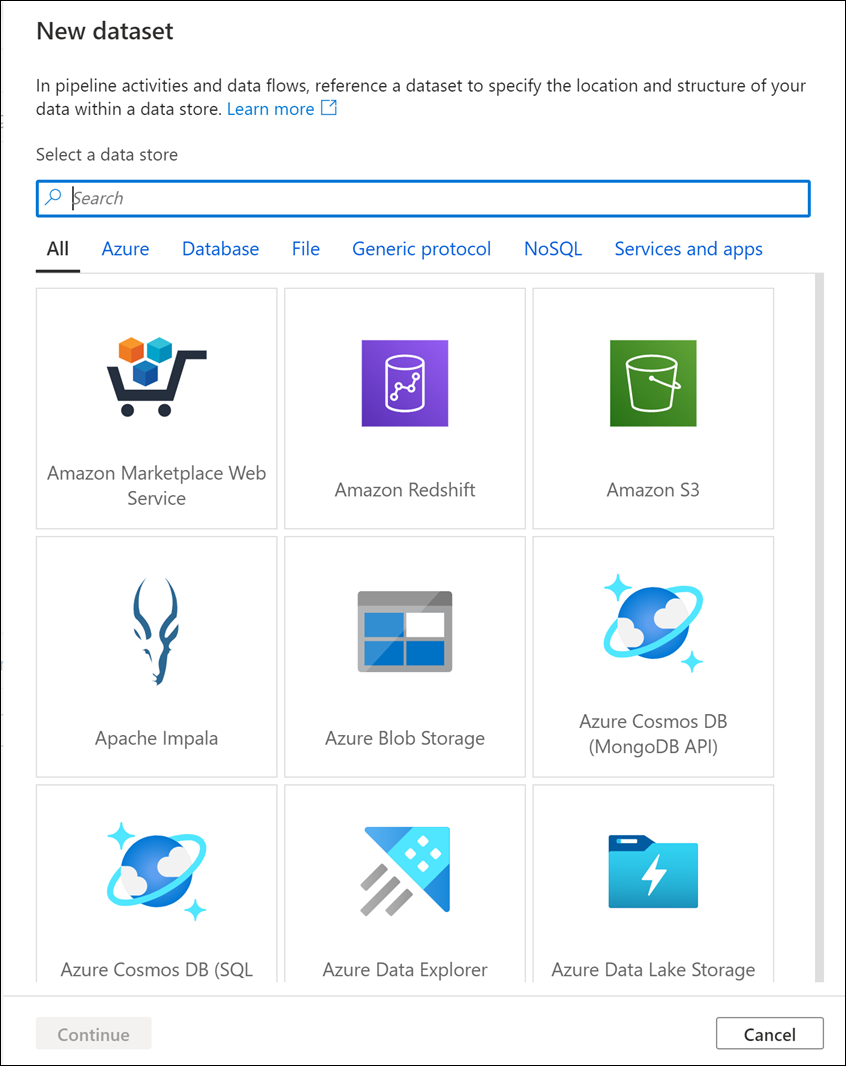 New dataset
In pipeline activities and data flows, reference a dataset to specify the location and structure of your
data within a data store. Learn more
Select a data store
Search
All Azure Database File Generic protocol NoSQL Services and apps
Amazon Marketplace Web
Service
Amazon Redshift
Amazon S3
Apache Impala
Azure Blob Storage
Azure Cosmos DB
(MongoDB API)
Azure Cosmos DB (SQL
Azure Data Explorer
Azure Data Lake Storage
Continue
Cancel